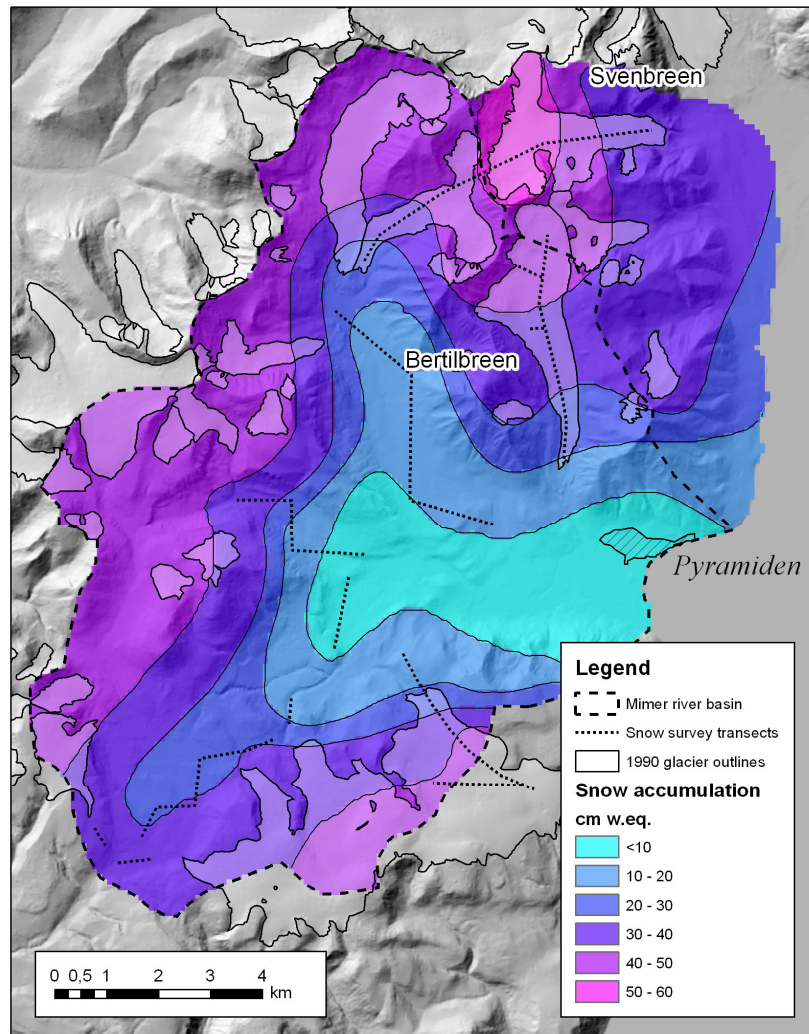 Svenbreen
Bertilbreen
Pyramiden
Legend
Mimer river basin
Snow survey transects
1990 glacier outlines
Snow accumulation
cm w.eq.
<10
10 - 20
20 - 30
30 - 40
40 - 50
50 - 60
0 0,5 1 2 3 4
km